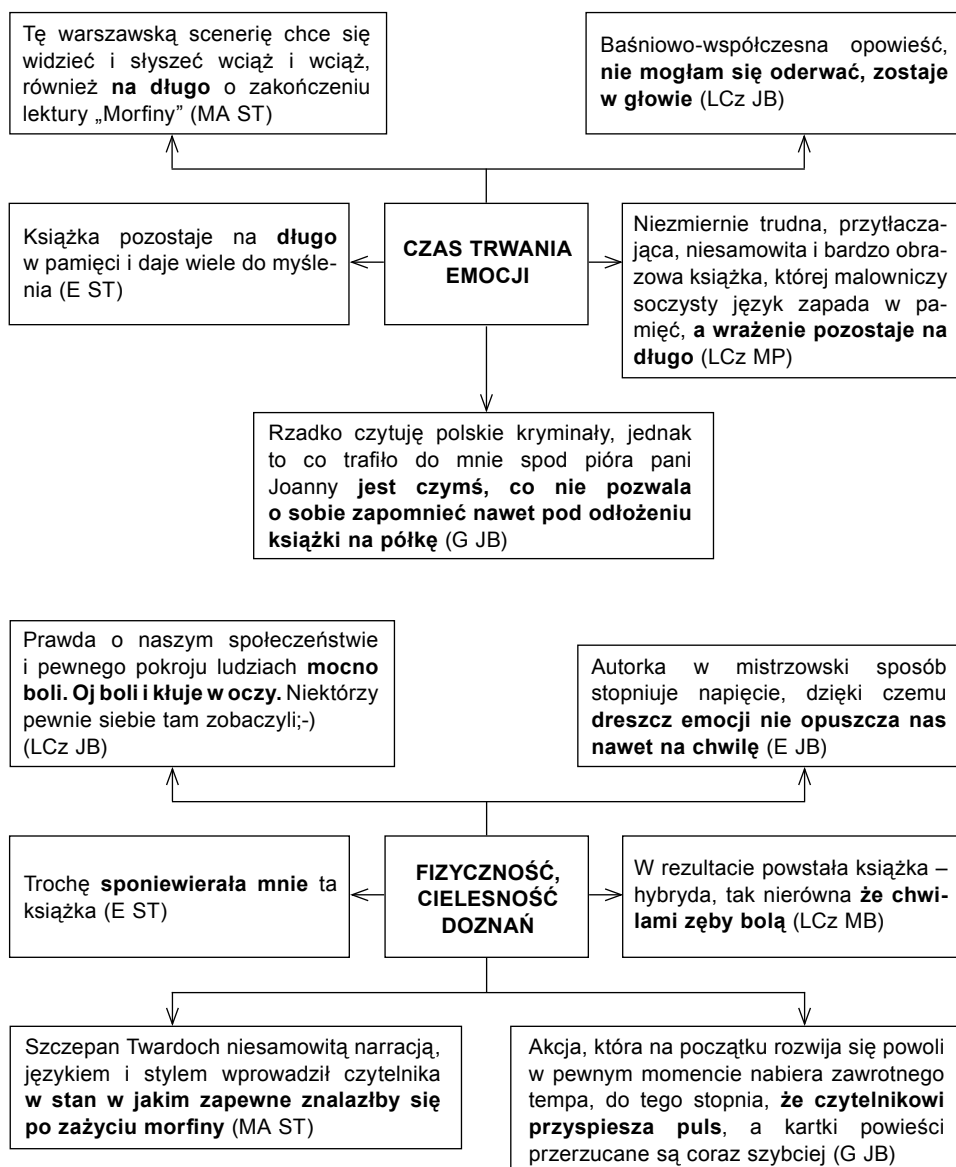 Tę warszawską scenerię chce się
widzieć i słyszeć wciąż i wciąż,
również na długo o zakończeniu
lektury „Morfiny” (MA ST)
Baśniowo-współczesna opowieść,
nie mogłam się oderwać, zostaje
w głowie (LCz JB)
Książka pozostaje na długo
w pamięci i daje wiele do myśle-
nia (E ST)
CZAS TRWANIA
EMOCJI
Niezmiernie trudna, przytłacza-
jąca, niesamowita i bardzo obra-
zowa książka, której malowniczy
soczysty język zapada w pa-
mięć, a wrażenie pozostaje na
długo (LCz MP)
Rzadko czytuję polskie kryminały, jednak
to co trafiło do mnie spod pióra pani
Joanny jest czymś, co nie pozwala
o sobie zapomnieć nawet pod odłożeniu
książki na półkę (G JB)
Prawda o naszym społeczeństwie
i pewnego pokroju ludziach mocno
boli. Oj boli i kłuje w oczy. Niektórzy
pewnie siebie tam zobaczyli;-)
(LCz JB)
Autorka w mistrzowski sposób
stopniuje napięcie, dzięki czemu
dreszcz emocji nie opuszcza nas
nawet na chwilę (E JB)
Trochę sponiewierała mnie ta
książka (E ST)
FIZYCZNOŚĆ,
CIELESNOŚĆ
DOZNAŃ
W rezultacie powstała książka –
hybryda, tak nierówna że chwi-
lami zęby bolą (LCz MB)
Szczepan Twardoch niesamowitą narracją,
językiem i stylem wprowadził czytelnika
w stan w jakim zapewne znalazłby się
po zażyciu morfiny (MA ST)
Akcja, która na początku rozwija się powoli
w pewnym momencie nabiera zawrotnego
tempa, do tego stopnia, że czytelnikowi
przyspiesza puls, a kartki powieści
przerzucane są coraz szybciej (G JB)